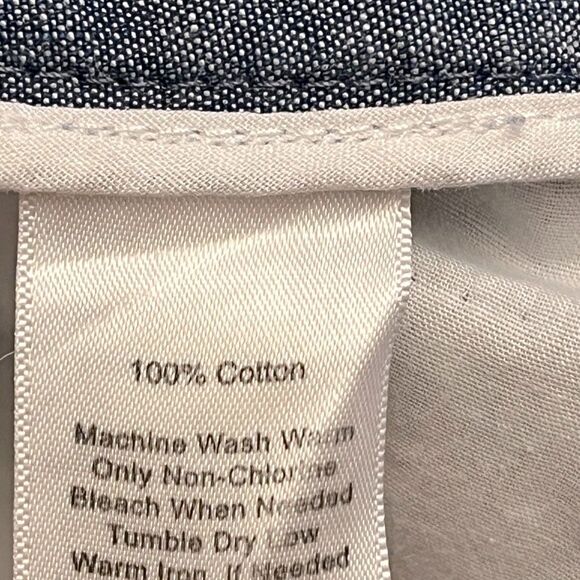 100% Cotton
Machine Wash Warm
Only Non-Chlorine
Bleach When Needed
Tumble Dry Low
Warm Iron, If Needed